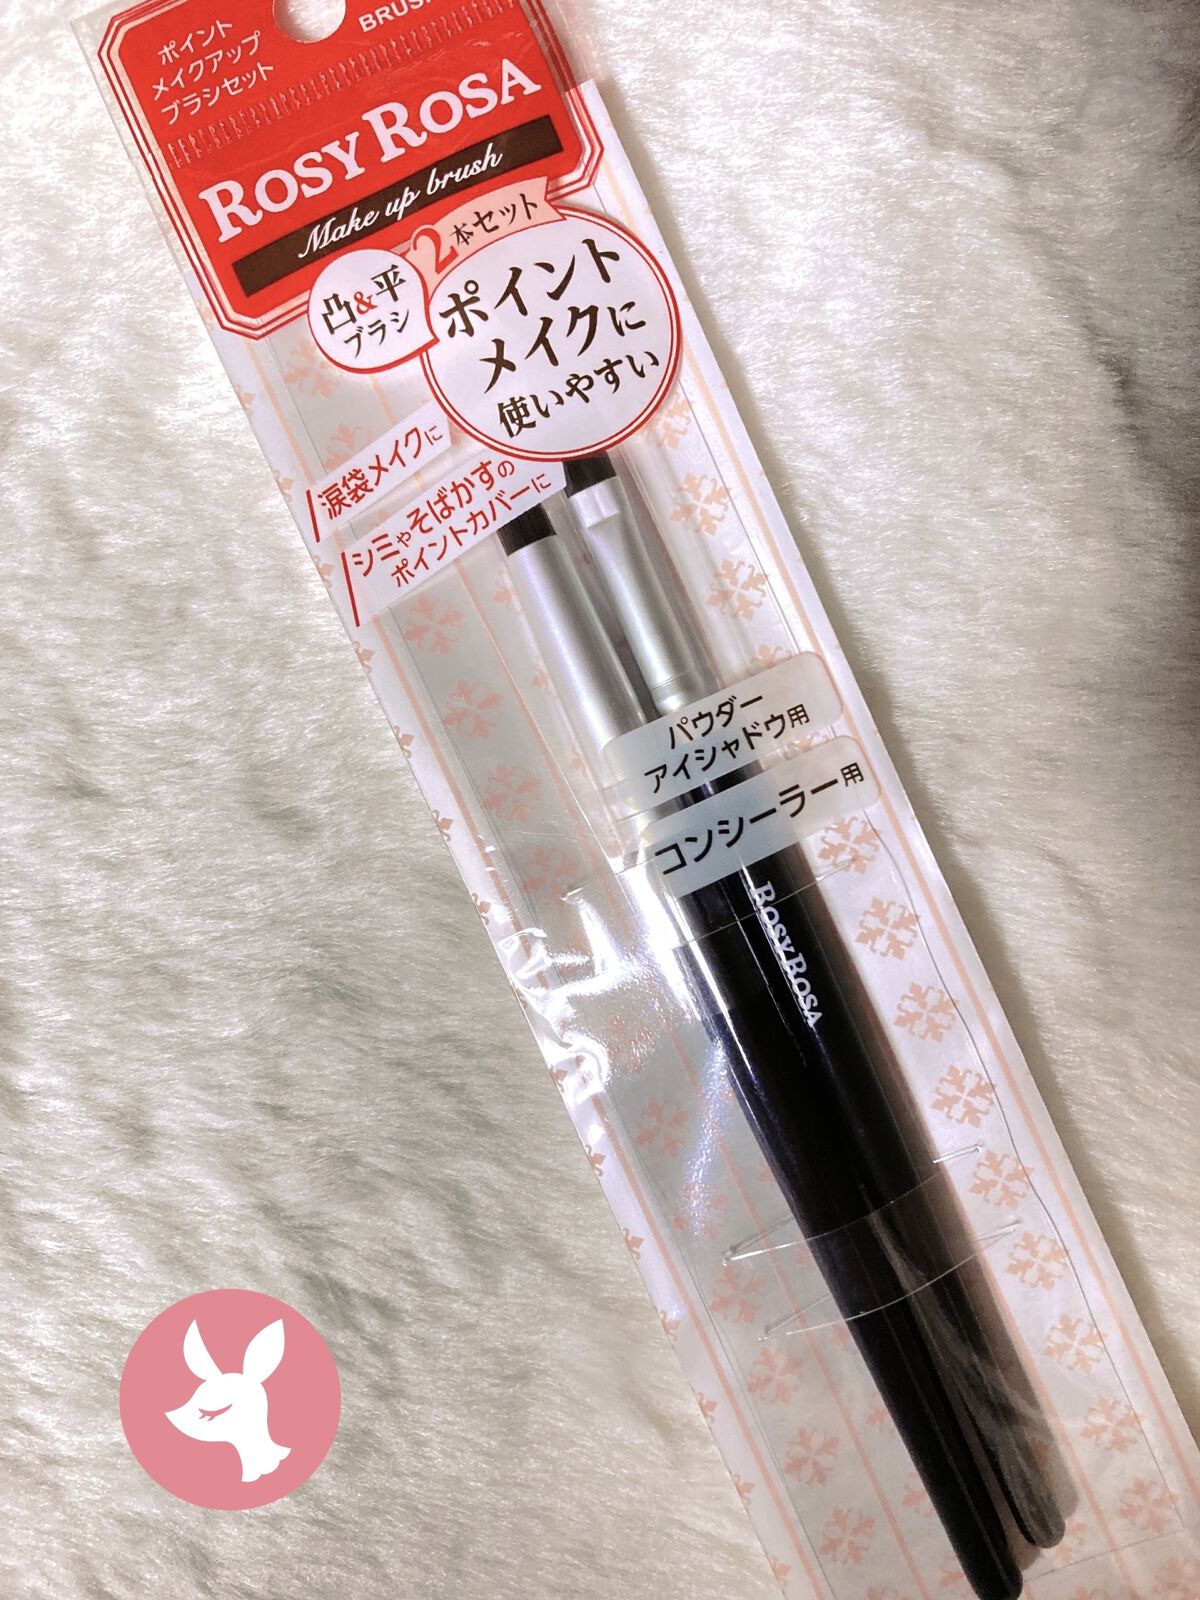 ポイント
メイクアップ
ブラシセット
ROSY ROSA
Make up brush
2本セット
凸&平
ブラシ
ポイント
メイクに
使いやすい
涙袋メイクに
シミやそばかすの
ポイントカバーに
パウダー
アイシャドウ用
コンシーラー用
ROSY ROSA